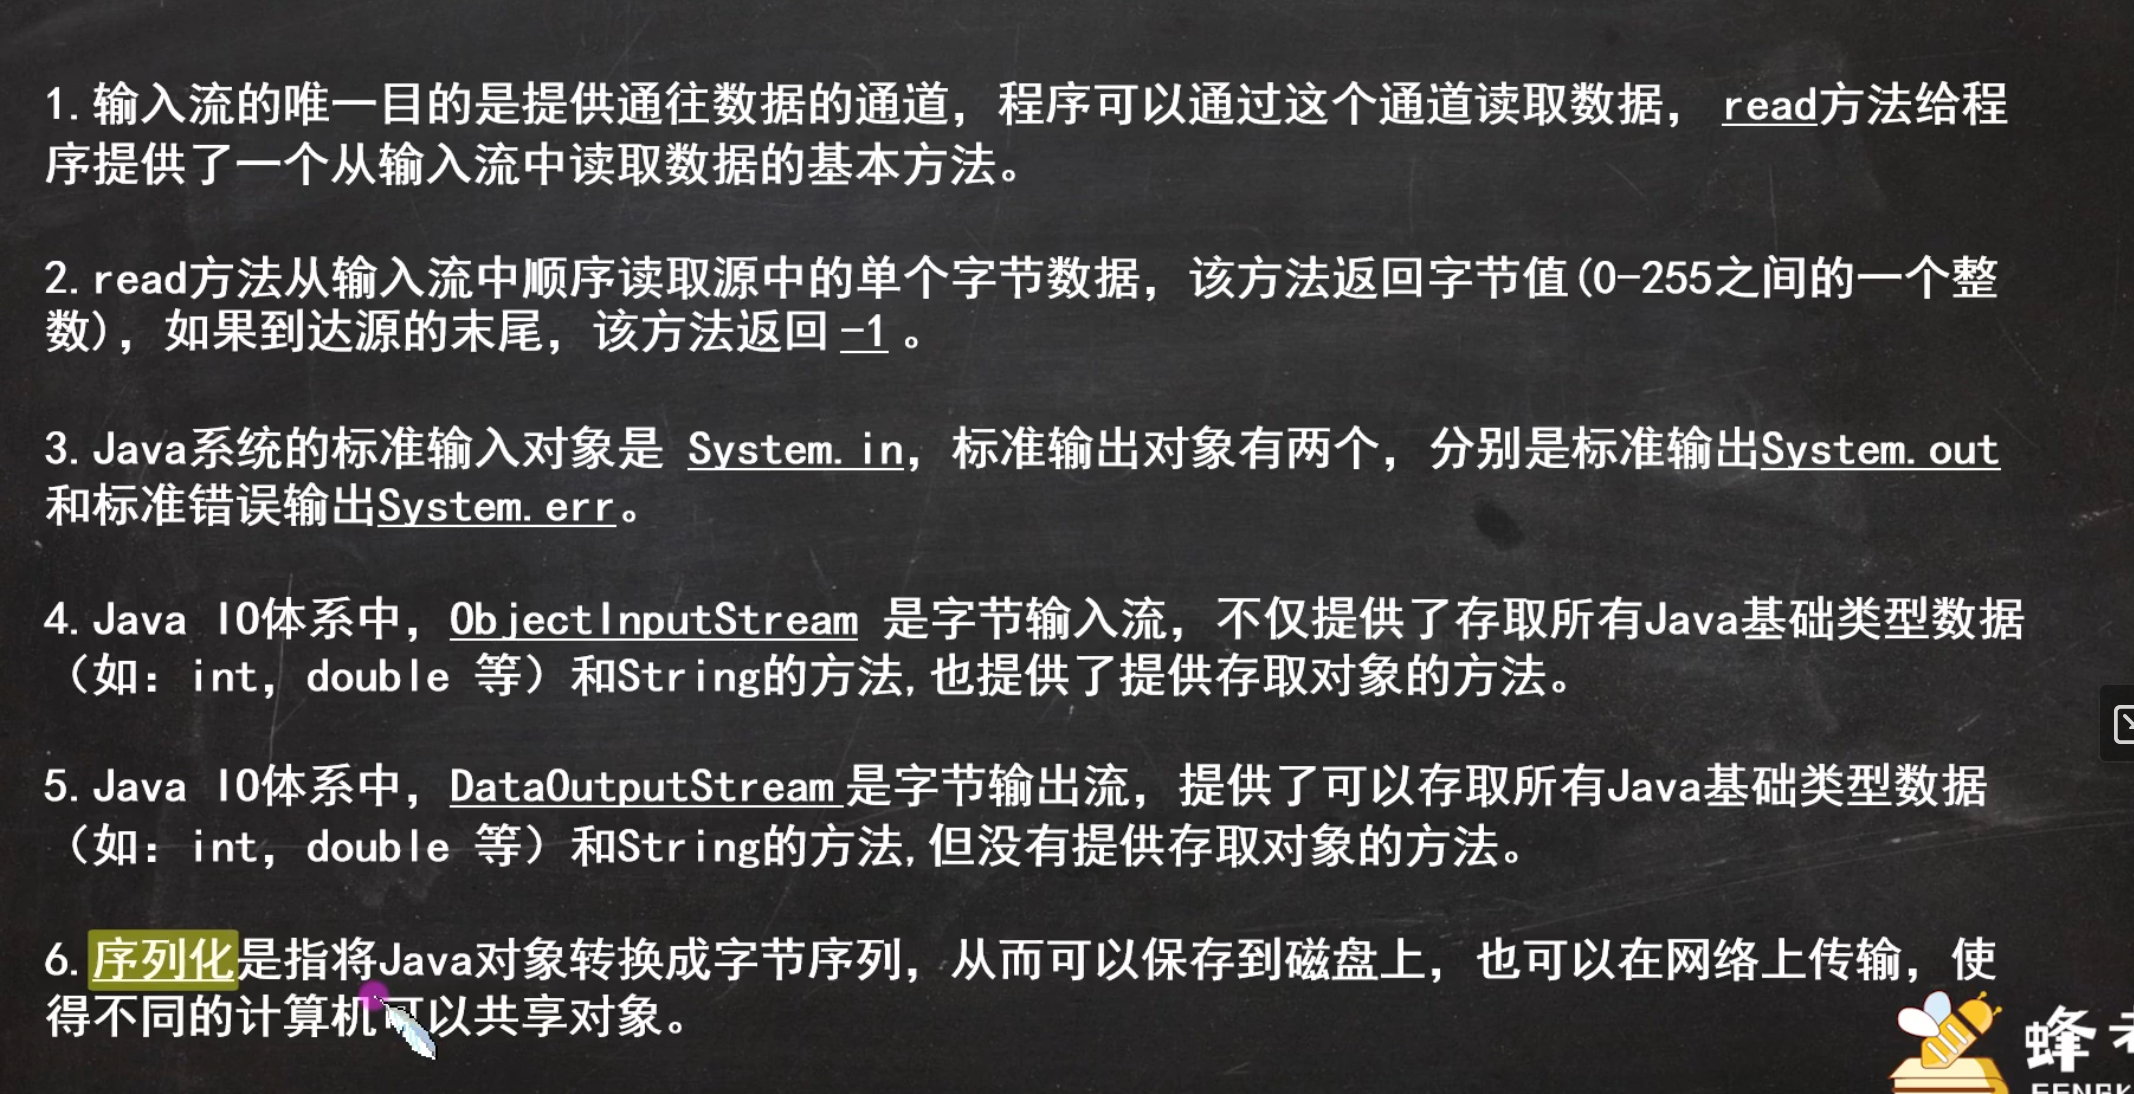 1. 输入流的唯一目的是提供通往数据的通道，程序可以通过这个通道读取数据， read方法给程
序提供了一个从输入流中读取数据的基本方法。
2. read方法从输入流中顺序读取源中的单个字节数据，该方法返回字节值(0-255之间的一个整
数)，如果到达源的末尾，该方法返回 -1 。
3. Java系统的标准输入对象是 System.in，标准输出对象有两个，分别是标准输出System.out
和标准错误输出System.err。
4. Java IO体系中，ObjectInputStream 是字节输入流，不仅提供了存取所有Java基础类型数据
（如：int，double 等）和String的方法,也提供了提供存取对象的方法。
5. Java IO体系中，DataOutputStream 是字节输出流，提供了可以存取所有Java基础类型数据
（如：int，double 等）和String的方法,但没有提供存取对象的方法。
6. 序列化是指将Java对象转换成字节序列，从而可以保存到磁盘上，也可以在网络上传输，使
得不同的计算机可以共享对象。
蜂